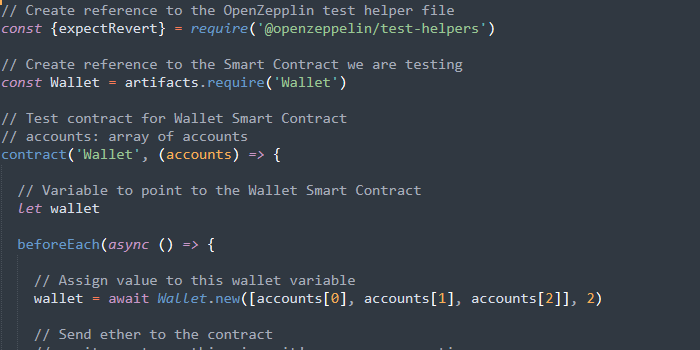 // Create reference to the OpenZepplin test helper file
const {expectRevert} = require('@openzeppelin/test-helpers')
// Create reference to the Smart Contract we are testing
const Wallet = artifacts.require('Wallet')
// Test contract for Wallet Smart Contract
// accounts: array of accounts
contract('Wallet', (accounts) => {
// Variable to point to the Wallet Smart Contract
let wallet
beforeEach(async () => {
// Assign value to this wallet variable
wallet = await Wallet.new([accounts[0], accounts[1], accounts[2]], 2)
// Send ether to the contract